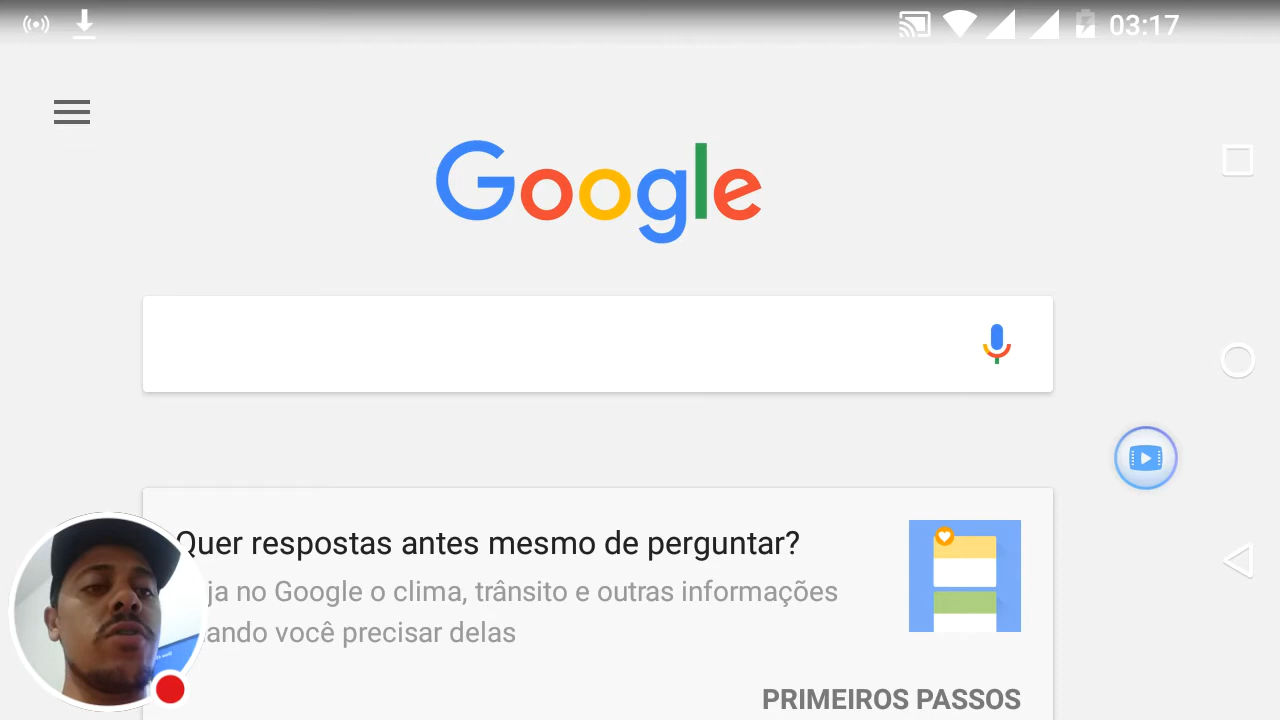 03:17
Google
Quer respostas antes mesmo de perguntar?
ja no Google o clima, trânsito e outras informações
ando você precisar delas
PRIMEIROS PASSOS